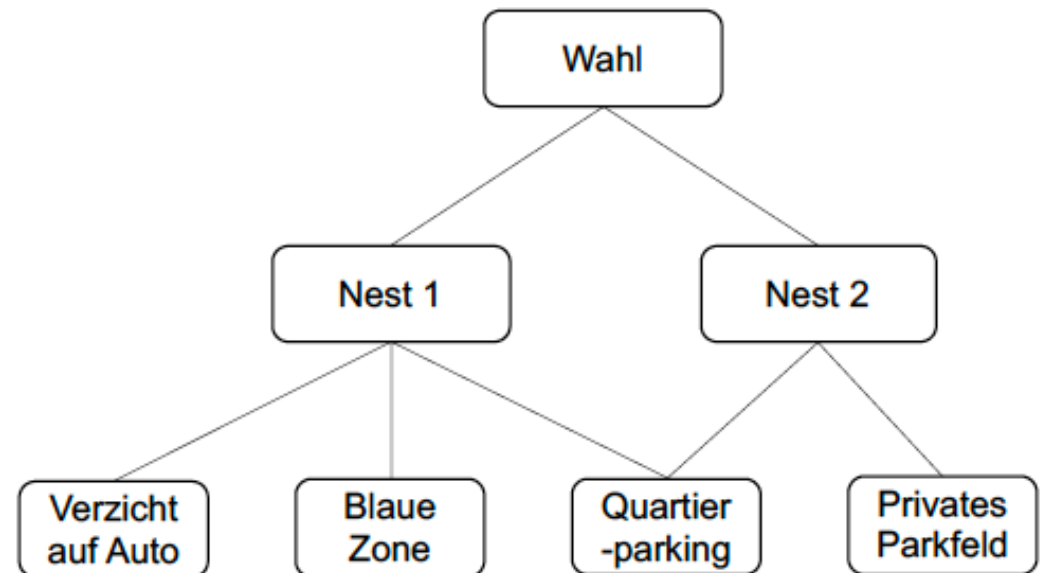 Wahl
Nest 1
Nest 2
Verzicht
auf Auto
Blaue
Zone
Quartier
-parking
Privates
Parkfeld